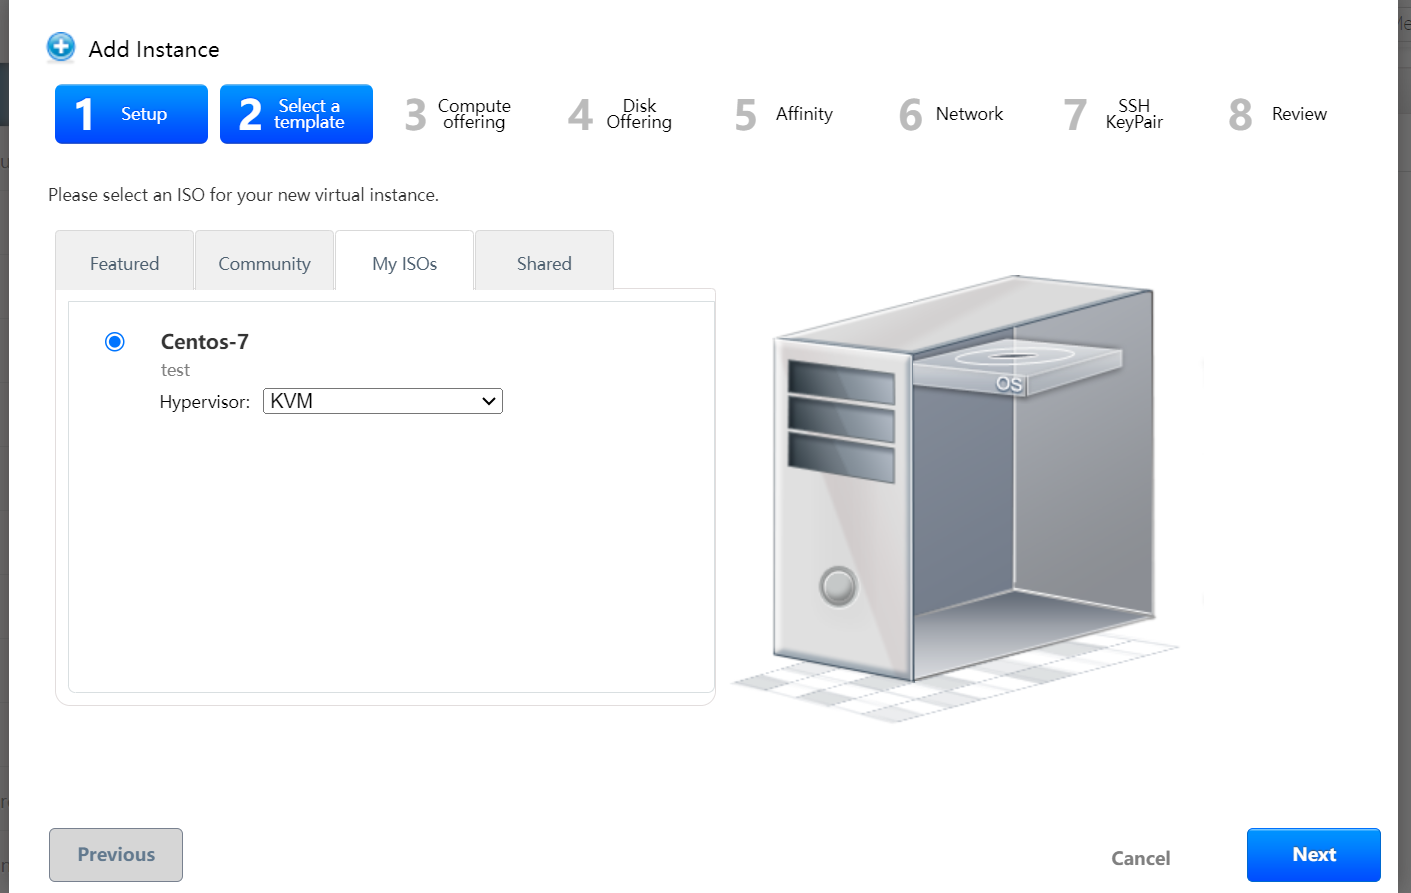 Add Instance
1 Setup
2 Select a
template
3 Compute
offering
4 Disk
Offering
5 Affinity
6 Network
7 SSH
KeyPair
8 Review
Please select an ISO for your new virtual instance.
Featured
Community
My ISOs
Shared
Centos-7
test
Hypervisor: KVM
OS
Previous
Cancel
Next